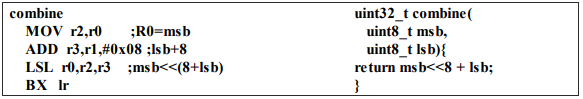 combine
MOV r2,r0 ;R0=msb
ADD r3,r1,#0x08 ;lsb+8
LSL r0,r2,r3 ;msb<<(8+lsb)
BX lr
uint32_t combine(
uint8_t msb,
uint8_t lsb){
return msb<<8 + lsb;
}